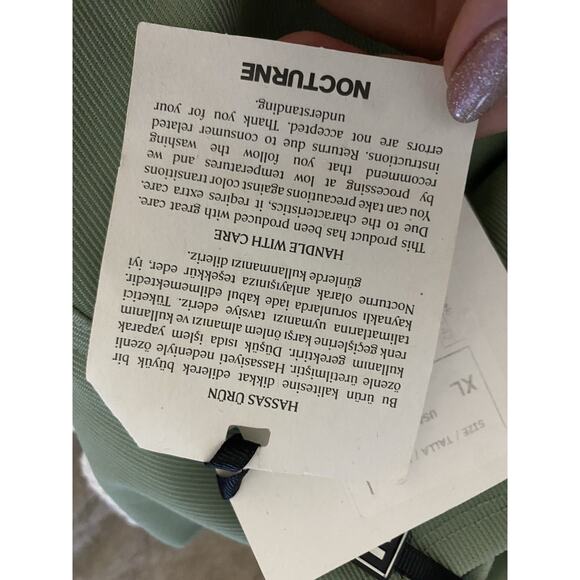 HASSAS ÜRÜN
Bu ürün kalitesine dikkat edilerek büyük bir
özenle üretilmiştir. Hassasiyeti nedeniyle özenli
kullanım gerektirir. Düşük ısıda işlem yaparak
renk geçişlerine karşı önlem almanızı ve kullanım
talmatlarına uymanızı tavsiye ederiz. Tüketici
kaynaklı sorunlarda iade kabul edilmemektedir.
Nocturne olarak anlayışınıza teşekkür eder, iyi
günlerde kullanmanızı dileriz.
HANDLE WITH CARE
This product has been produced with great care.
Due to the characteristics, it reqires extra care.
You can take precautions against color transitions
by processing at low temperatures and we
recommend that you follow the washing
instructions. Returns due to consumer related
errors are not accepted. Thank you for your
understanding.
NOCTURNE
SIZE / TALLA /
XL